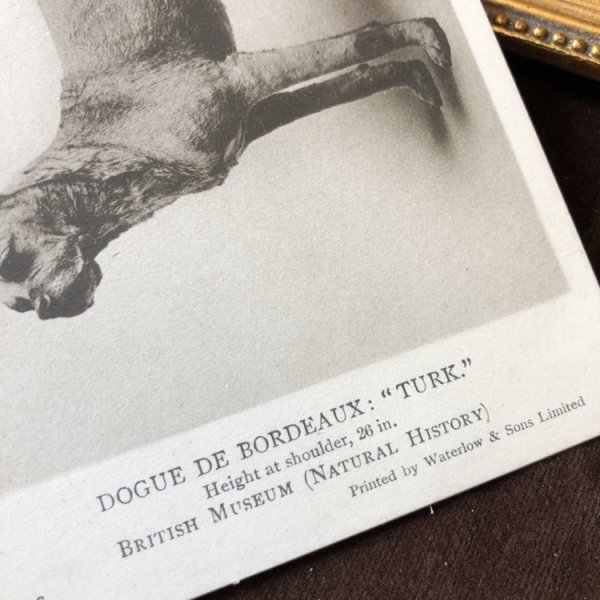 DOGUE DE BORDEAUX: "TURK."
Height at shoulder, 26 in.
BRITISH MUSEUM (NATURAL HISTORY)
Printed by Waterlow & Sons Limited